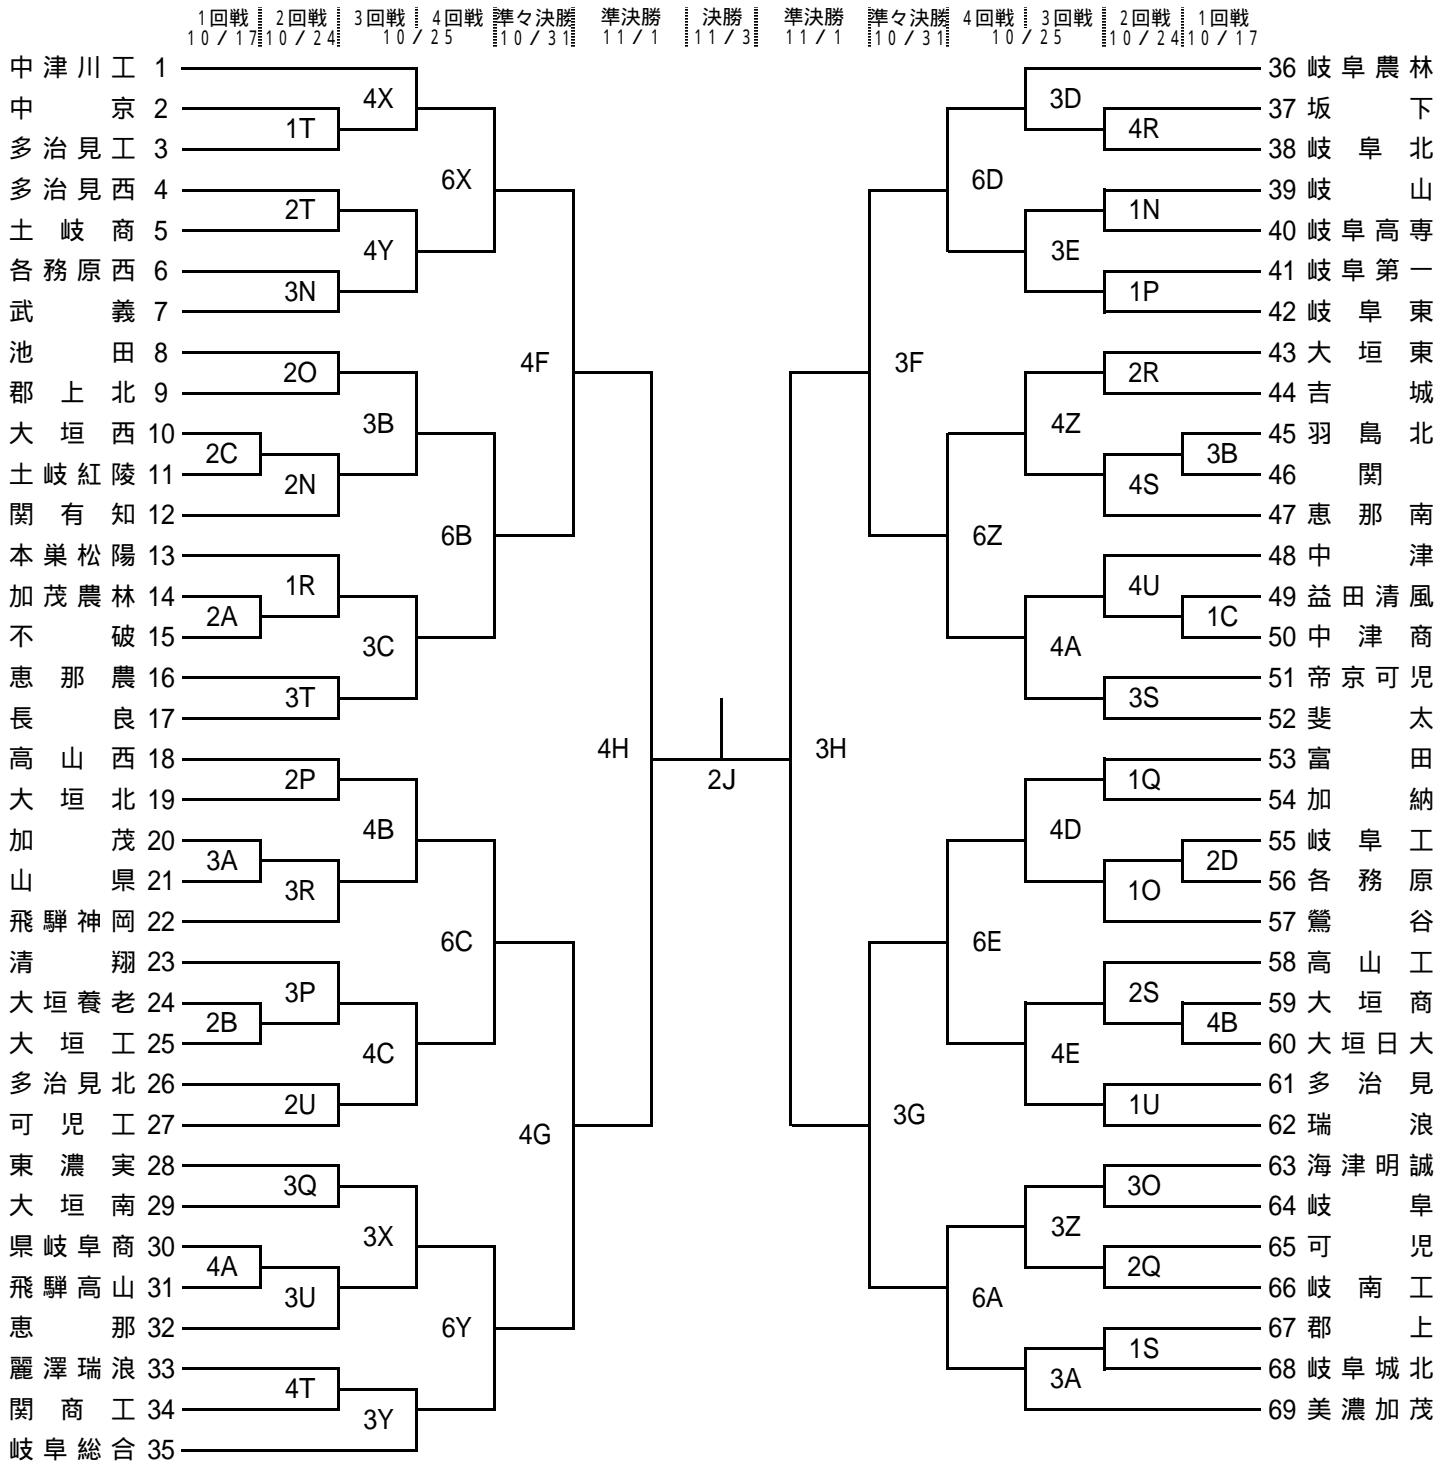 1回戦 2回戦 3回戦 4回戦 準々決勝 準決勝 決勝 準決勝 準々決勝 4回戦 3回戦 2回戦 1回戦
10/17 10/24 10/25 10/31 11/1 11/3 11/1 10/31 10/25 10/24 10/17
中津川工 1
中京 2
多治見工 3
多治見西 4
土岐商 5
各務原西 6
武義 7
池田 8
郡上北 9
大垣西 10
土岐紅陵 11
関有知 12
本巣松陽 13
加茂農林 14
不破 15
恵那農 16
長良 17
高山西 18
大垣北 19
加茂 20
山県 21
飛騨神岡 22
清翔 23
大垣養老 24
大垣工 25
多治見北 26
可児工 27
東濃実 28
大垣南 29
県岐阜商 30
飛騨高山 31
恵那 32
麗澤瑞浪 33
関商工 34
岐阜総合 35
2C
2A
3A
2B
4A
1T
2T
3N
2O
2N
1R
3T
2P
3R
3P
2U
3Q
3U
4T
4X
4Y
3B
3C
4B
4C
3X
3Y
6X
6B
6C
6Y
4F
4G
4H
2J
3H
3F
3G
6D
6Z
6E
6A
3D
3E
4Z
4A
4D
4E
3Z
3A
4R
1N
1P
2R
4S
4U
3S
1Q
1O
2S
1U
3O
2Q
1S
3B
1C
2D
4B
36 岐阜農林
37 坂下
38 岐阜北
39 岐山
40 岐阜高専
41 岐阜第一
42 岐阜東
43 大垣東
44 吉城
45 羽島北
46 関
47 恵那南
48 中津
49 益田清風
50 中津商
51 帝京可児
52 斐太
53 富田
54 加納
55 岐阜工
56 各務原
57 鶯谷
58 高山工
59 大垣商
60 大垣日大
61 多治見
62 瑞浪
63 海津明誠
64 岐阜
65 可児
66 岐南工
67 郡上
68 岐阜城北
69 美濃加茂